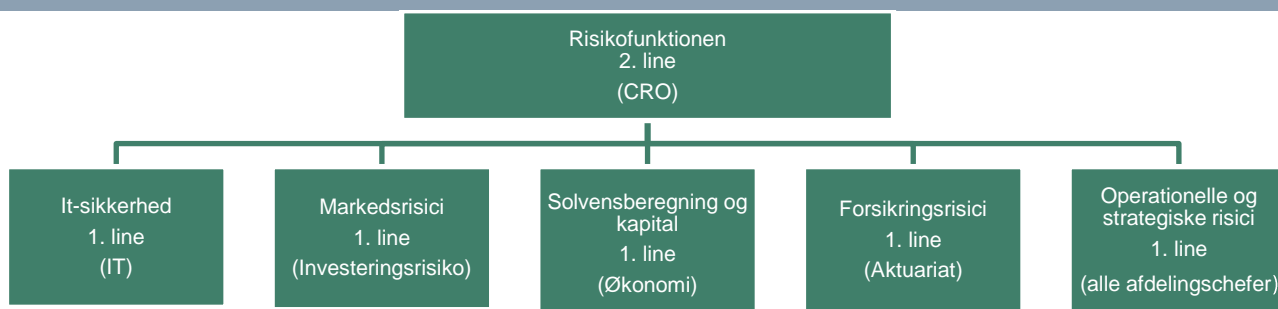 Risikofunktionen
2. line
(CRO)
It-sikkerhed
1. line
(IT)
Markedsrisici
1. line
(Investeringsrisiko)
Solvensberegning og
kapital
1. line
(Økonomi)
Forsikringsrisici
1. line
(Aktuariat)
Operationelle og
strategiske risici
1. line
(alle afdelingschefer)